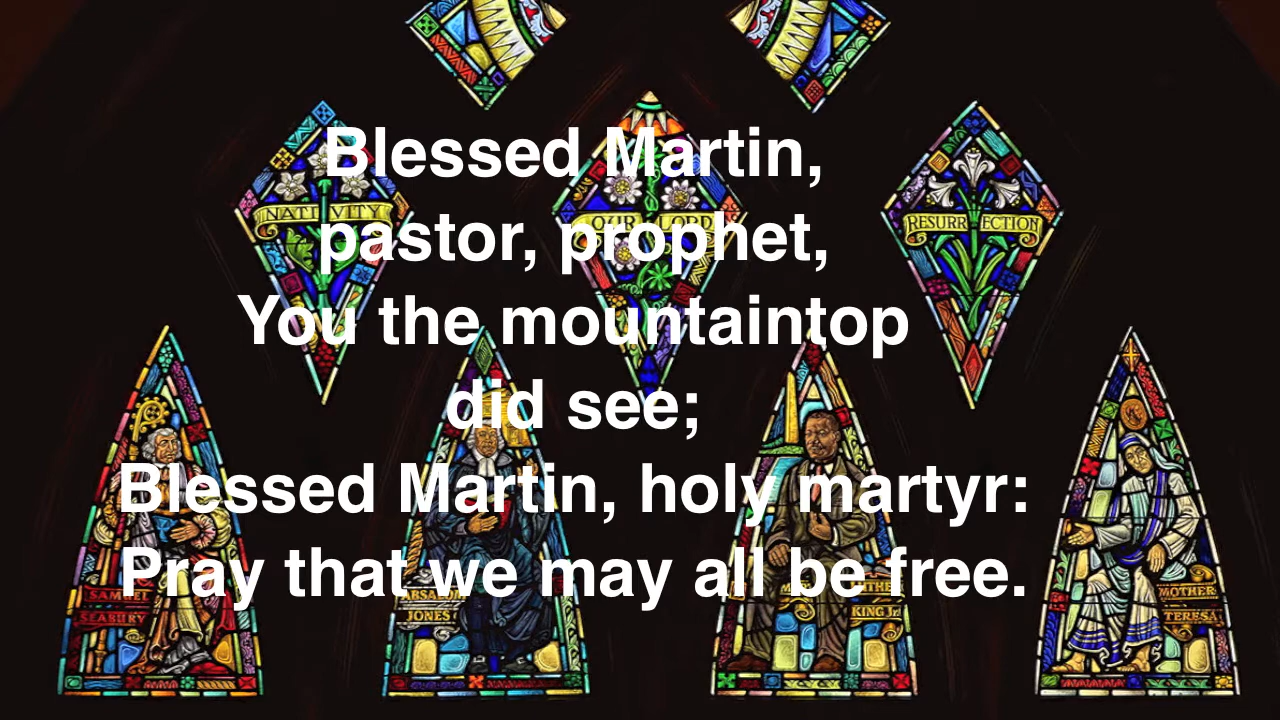 Blessed Martin,
pastor, prophet,
You the mountaintop
did see;
Blessed Martin, holy martyr:
Pray that we may all be free.
NATIVITY
OUR LORD
RESURRECTION
SAMUEL
SEABURY
ABSALOM
JONES
KING Jr
MOTHER
TERESA